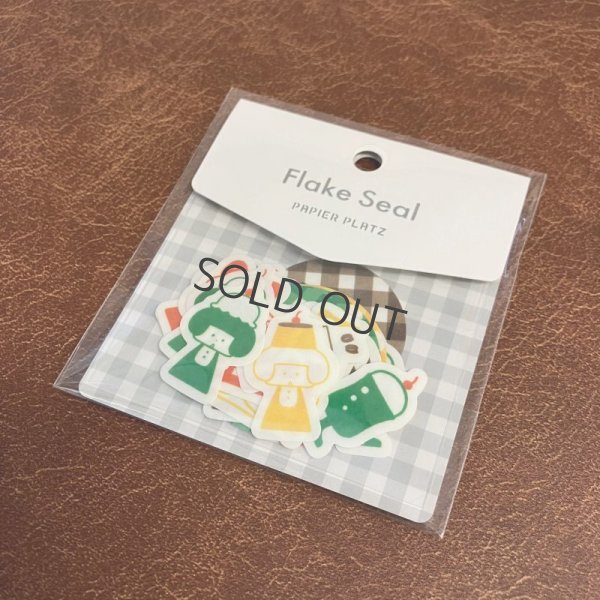 Flake Seal
PAPIER PLATZ
SOLD OUT